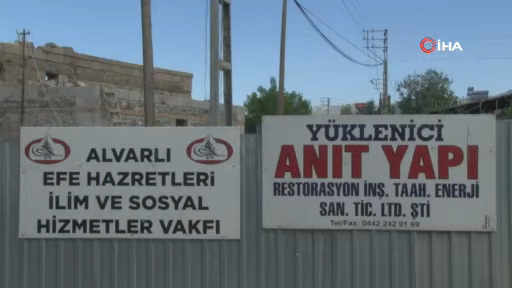 İHA
ALVARLI
EFE HAZRETLERİ
İLİM VE SOSYAL
HİZMETLER VAKFI
YÜKLENİCİ
ANIT YAPI
RESTORASYON İNŞ. TAAH. ENERJİ
SAN. TİC. LTD. ŞTİ
Tel/Fax: 0442 242 91 69